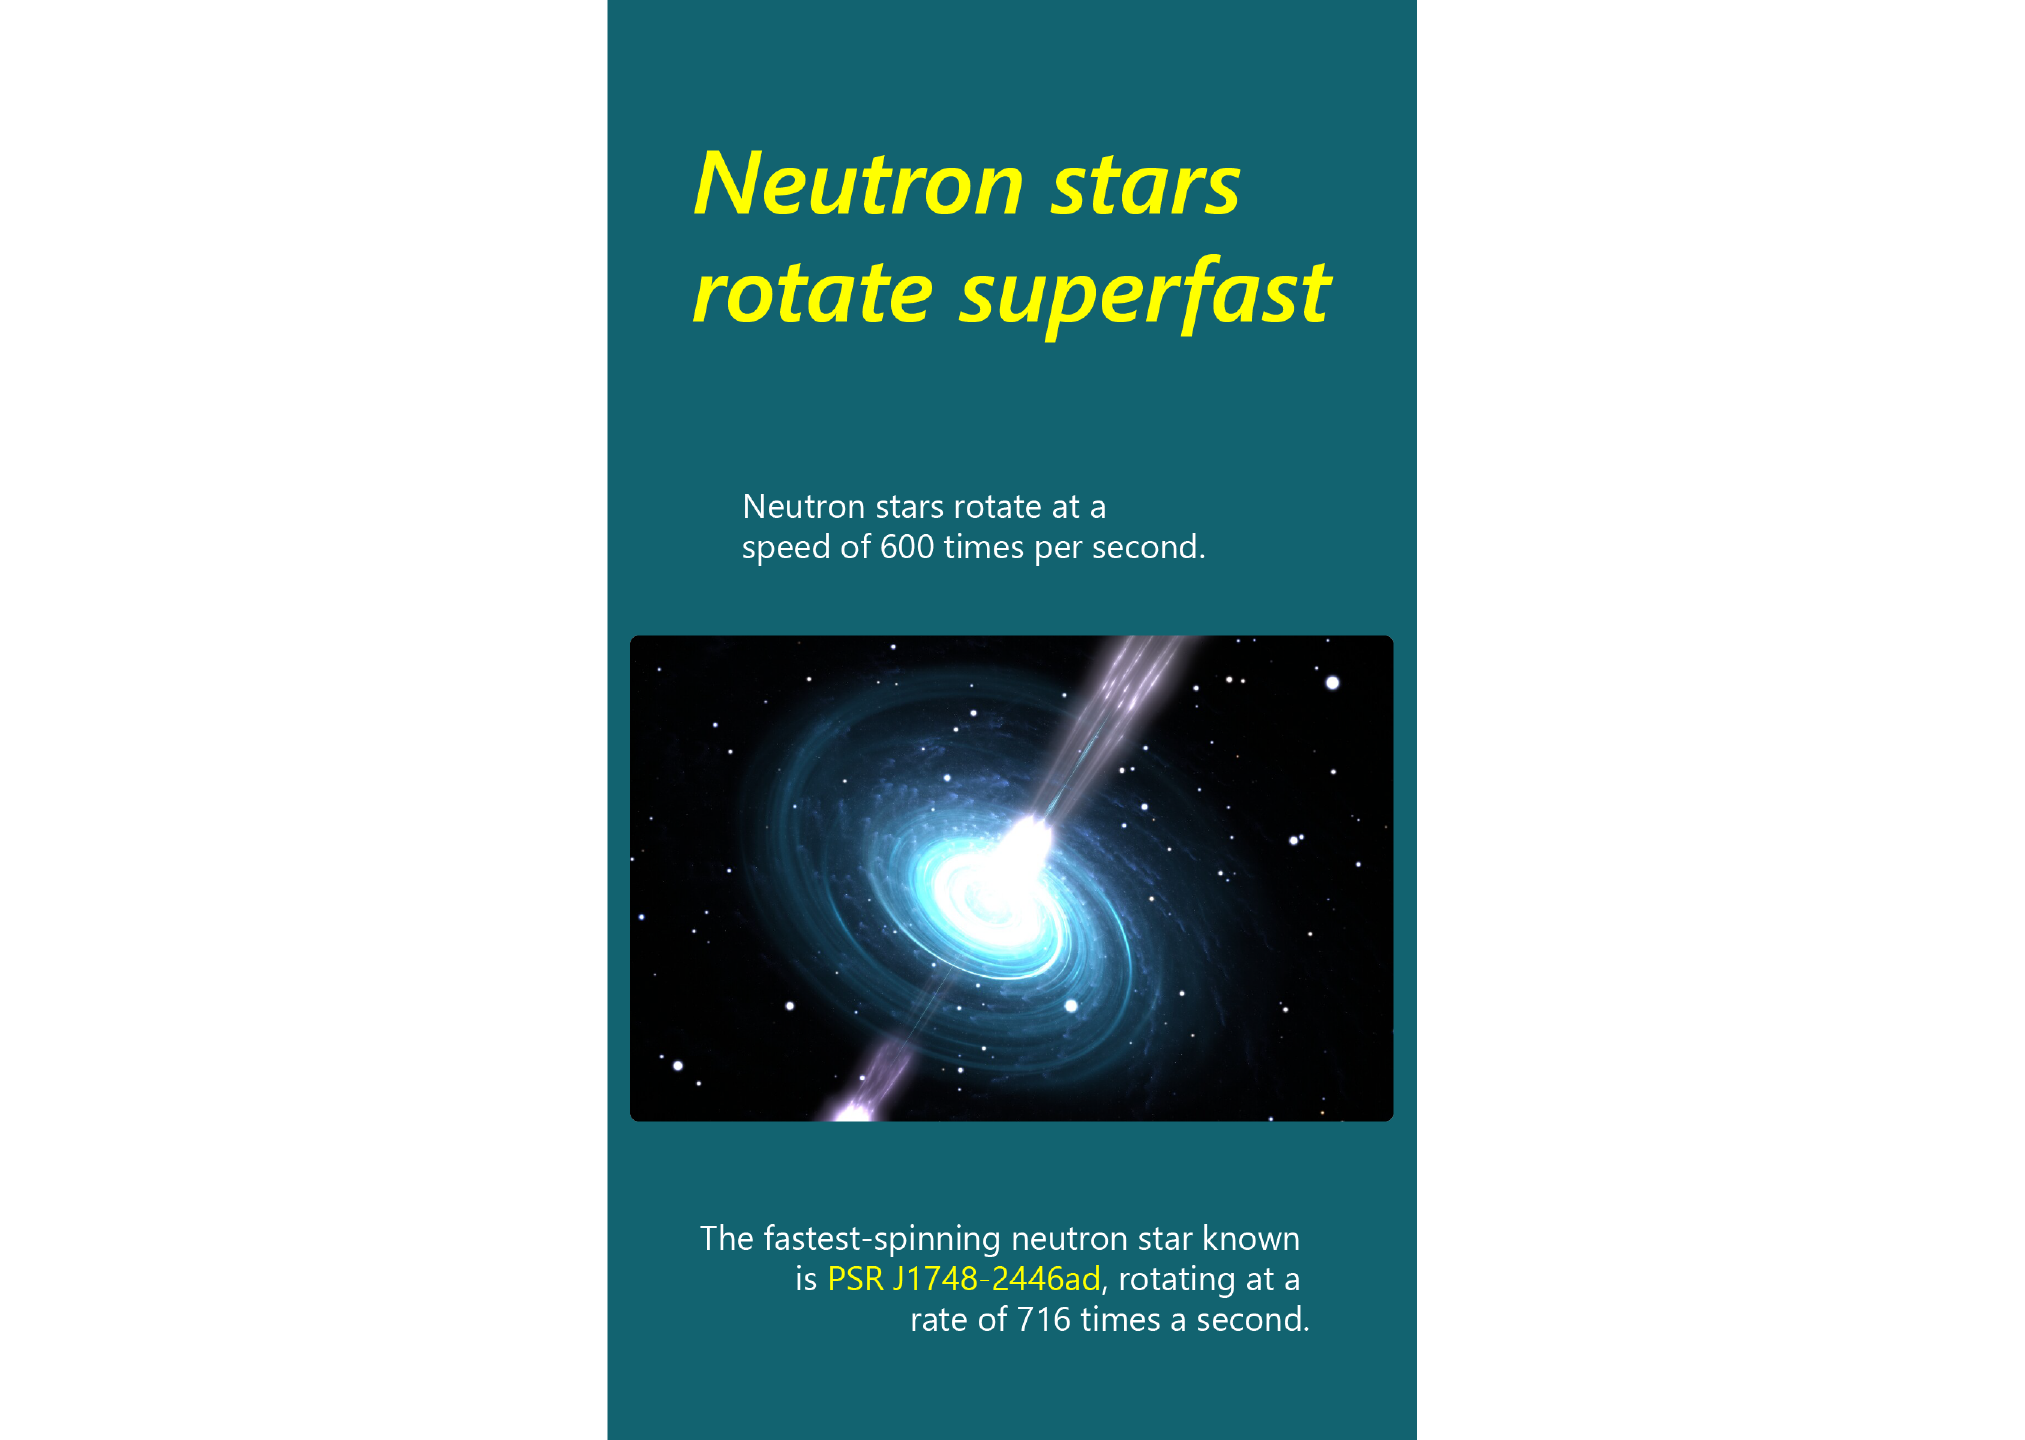 Neutron stars
rotate superfast
Neutron stars rotate at a
speed of 600 times per second.
The fastest-spinning neutron star known
is PSR J1748-2446ad, rotating at a
rate of 716 times a second.